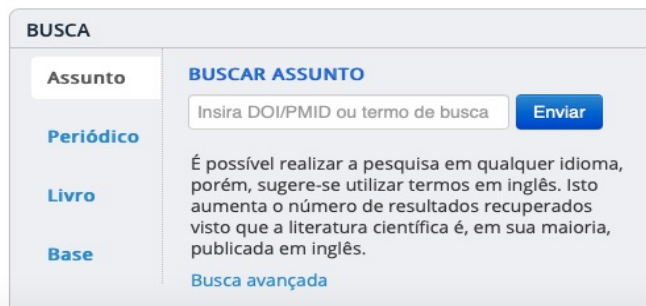 BUSCA
Assunto
Periódico
Livro
Base
BUSCAR ASSUNTO
Insira DOI/PMID ou termo de busca
Enviar
É possível realizar a pesquisa em qualquer idioma,
porém, sugere-se utilizar termos em inglês. Isto
aumenta o número de resultados recuperados
visto que a literatura científica é, em sua maioria,
publicada em inglês.
Busca avançada